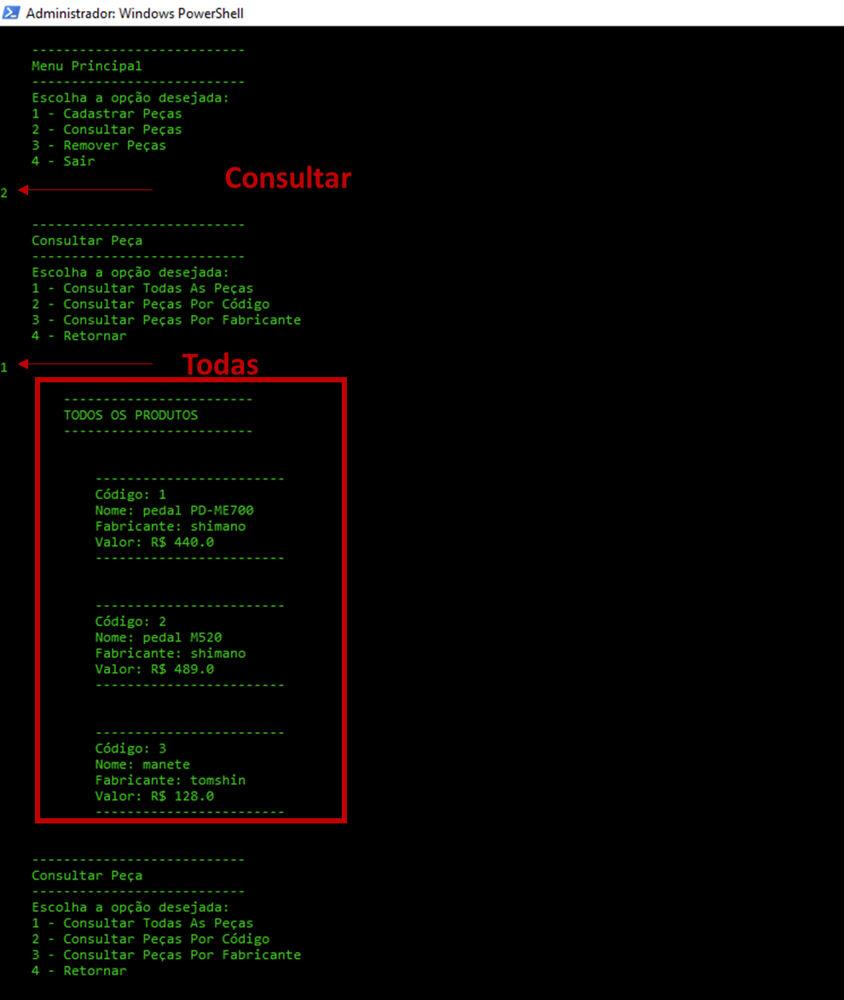 Administrador: Windows PowerShell
---------------------------
Menu Principal
---------------------------
Escolha a opção desejada:
1 - Cadastrar Peças
2 - Consultar Peças
3 - Remover Peças
4 - Sair
Consultar
2
---------------------------
Consultar Peça
---------------------------
Escolha a opção desejada:
1 - Consultar Todas As Peças
2 - Consultar Peças Por Código
3 - Consultar Peças Por Fabricante
4 - Retornar
Todas
1
------------------------
TODOS OS PRODUTOS
------------------------
------------------------
Código: 1
Nome: pedal PD-ME700
Fabricante: shimano
Valor: R$ 440.0
------------------------
------------------------
Código: 2
Nome: pedal M520
Fabricante: shimano
Valor: R$ 489.0
------------------------
------------------------
Código: 3
Nome: manete
Fabricante: tomshin
Valor: R$ 128.0
------------------------
---------------------------
Consultar Peça
---------------------------
Escolha a opção desejada:
1 - Consultar Todas As Peças
2 - Consultar Peças Por Código
3 - Consultar Peças Por Fabricante
4 - Retornar